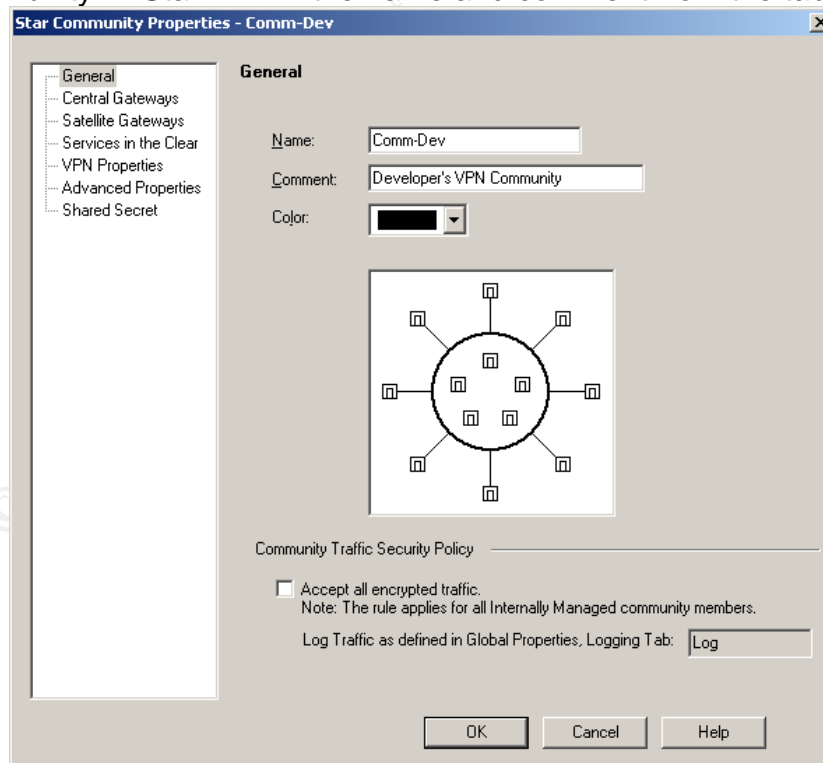 Star Community Properties - Comm-Dev
General
Central Gateways
Satellite Gateways
Services in the Clear
VPN Properties
Advanced Properties
Shared Secret
General
Name: Comm-Dev
Comment: Developer's VPN Community
Color:
Community Traffic Security Policy
Accept all encrypted traffic.
Note: The rule applies for all Internally Managed community members.
Log Traffic as defined in Global Properties, Logging Tab: Log
OK Cancel Help